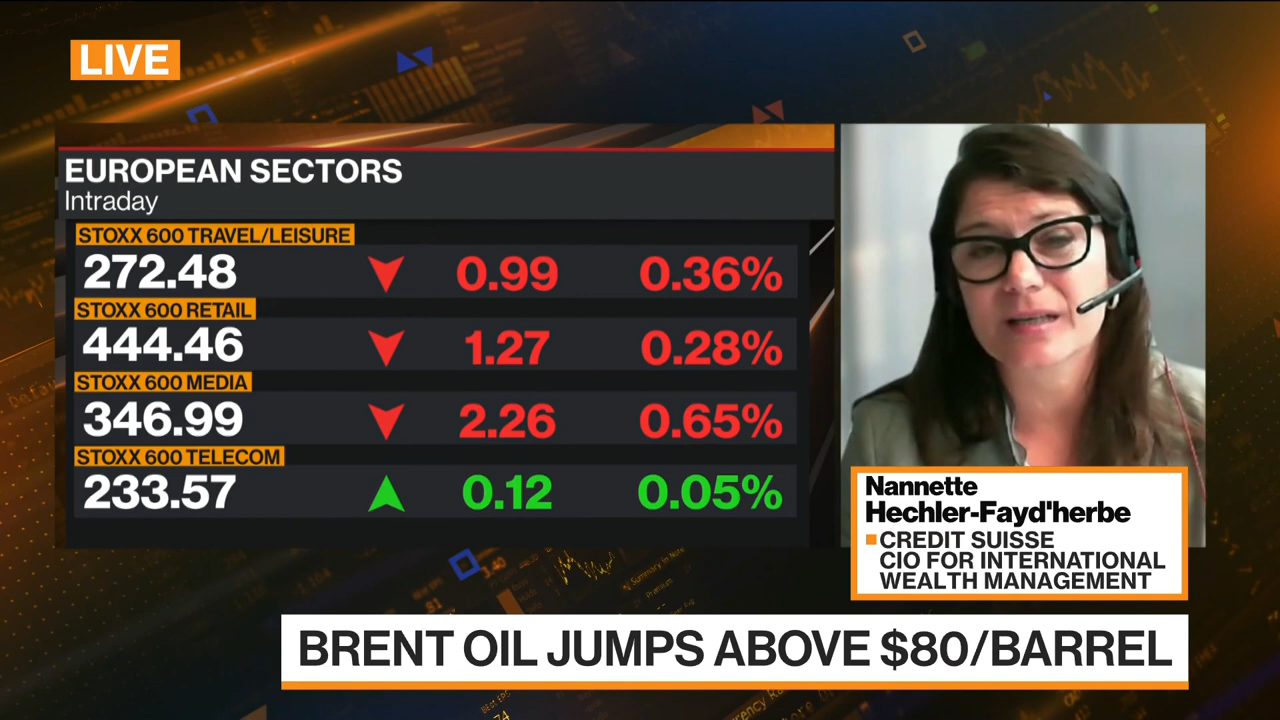 LIVE
EUROPEAN SECTORS
Intraday
STOXX 600 TRAVEL/LEISURE
272.48 0.99 0.36%
STOXX 600 RETAIL
444.46 1.27 0.28%
STOXX 600 MEDIA
346.99 2.26 0.65%
STOXX 600 TELECOM
233.57 0.12 0.05%
Nannette
Hechler-Fayd'herbe
CREDIT SUISSE
CIO FOR INTERNATIONAL
WEALTH MANAGEMENT
BRENT OIL JUMPS ABOVE $80/BARREL